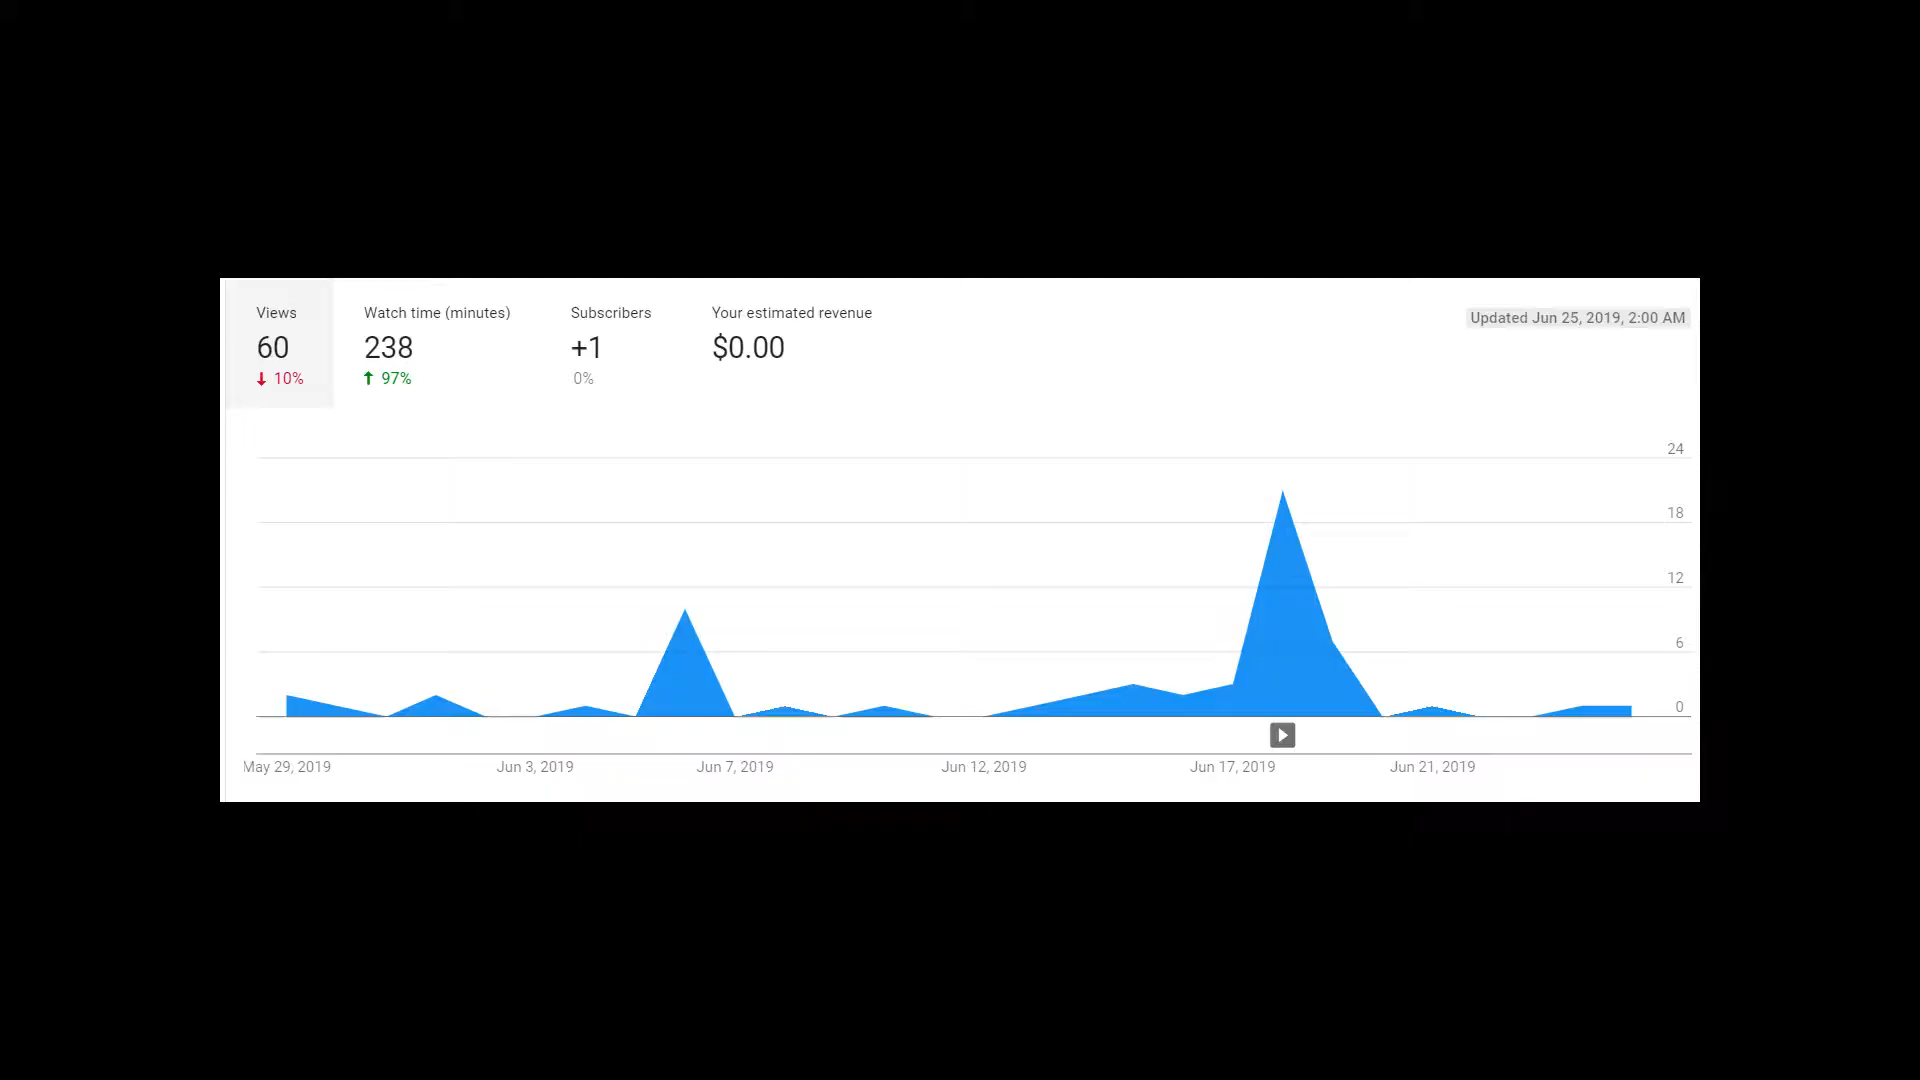 Views
Watch time (minutes)
Subscribers
Your estimated revenue
Updated Jun 25, 2019, 2:00 AM
60
238
+1
$0.00
10%
97%
0%
24
18
12
6
0
May 29, 2019
Jun 3, 2019
Jun 7, 2019
Jun 12, 2019
Jun 17, 2019
Jun 21, 2019